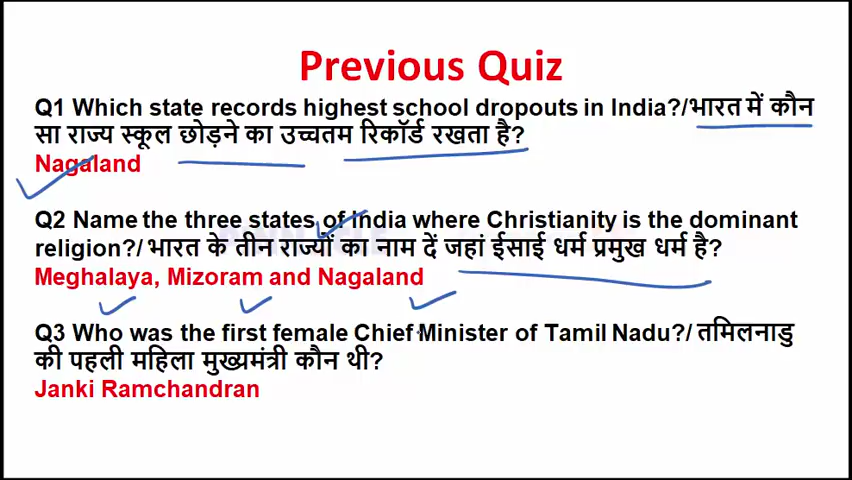 Previous Quiz
Q1 Which state records highest school dropouts in India?/भारत में कौन
सा राज्य स्कूल छोड़ने का उच्चतम रिकॉर्ड रखता है?
Nagaland
Q2 Name the three states of India where Christianity is the dominant
religion?/ भारत के तीन राज्यों का नाम दें जहां ईसाई धर्म प्रमुख धर्म है?
Meghalaya, Mizoram and Nagaland
Q3 Who was the first female Chief Minister of Tamil Nadu?/ तमिलनाडु
की पहली महिला मुख्यमंत्री कौन थी?
Janki Ramchandran